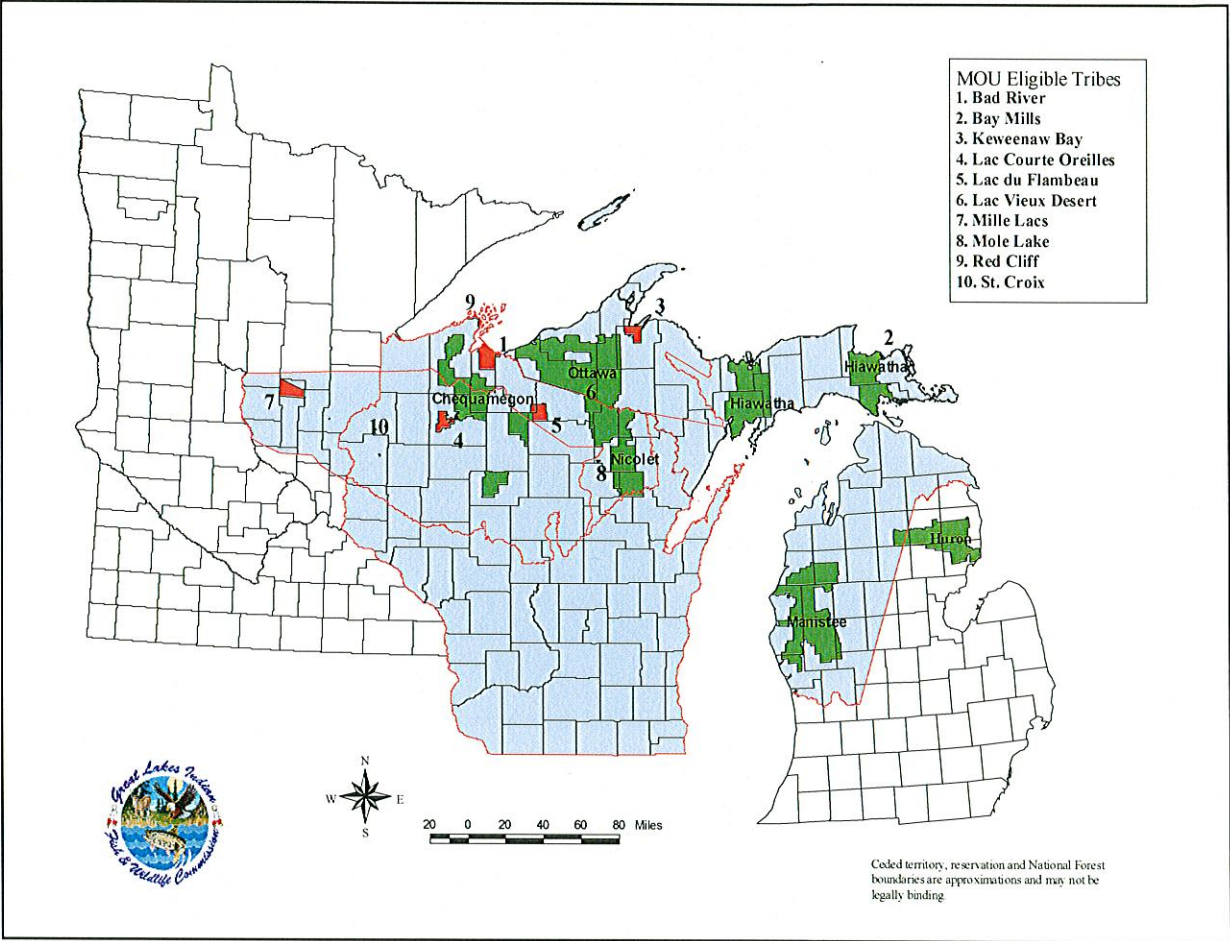 MOU Eligible Tribes
1. Bad River
2. Bay Mills
3. Keweenaw Bay
4. Lac Courte Oreilles
5. Lac du Flambeau
6. Lac Vieux Desert
7. Mille Lacs
8. Mole Lake
9. Red Cliff
10. St. Croix
9
3
1
2
Ottawa
Hiawatha
7
Chequamegon
6
Hiawatha
10
4
5
8
Nicolet
Huron
Manistee
Great Lakes Indian
Fish & Wildlife Commission
N
W E
S
20 0 20 40 60 80 Miles
Ceded territory, reservation and National Forest
boundaries are approximations and may not be
legally binding.